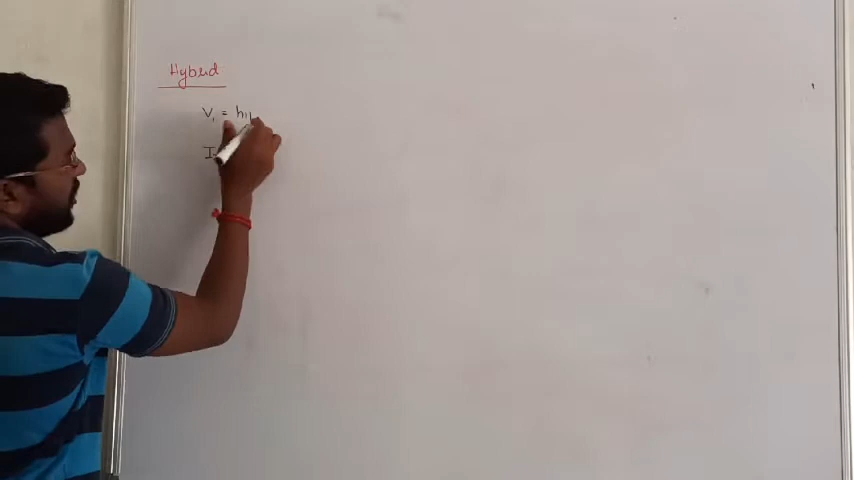 Hybrid
V₁ = h₁₁
I